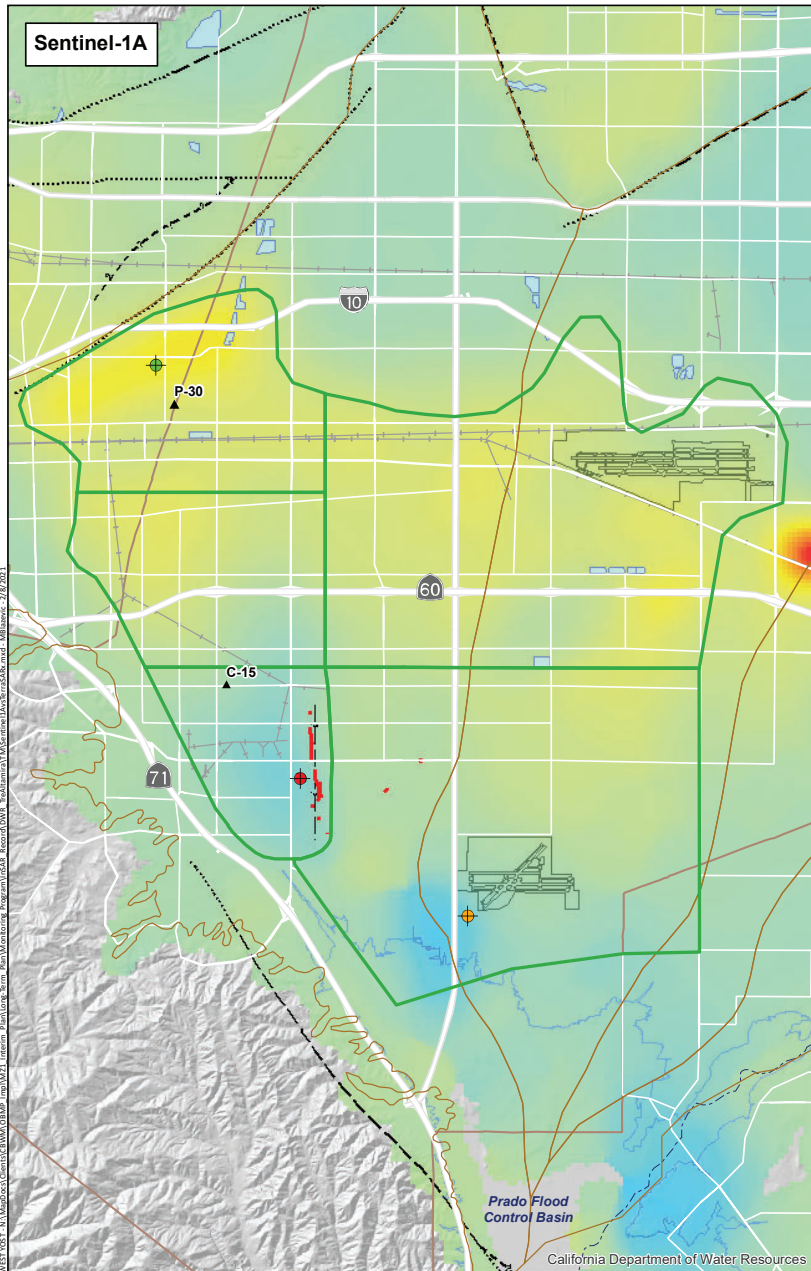 Sentinel-1A
10
P-30
60
C-15
71
Prado Flood
Control Basin
California Department of Water Resources